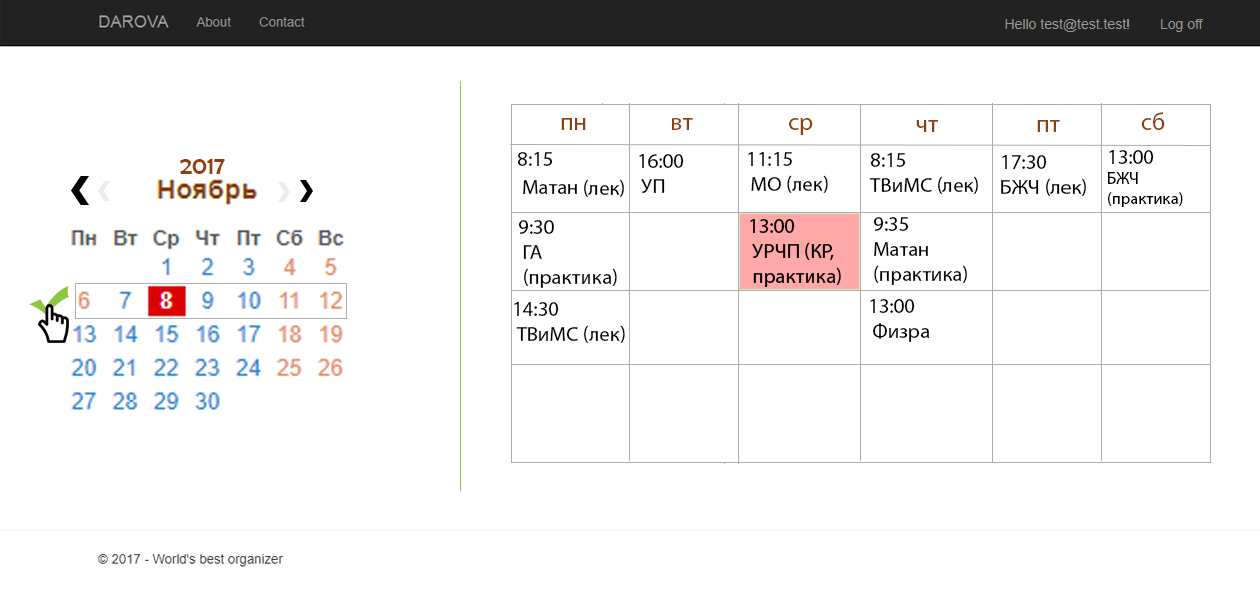 DAROVA About Contact Hello test@test.test! Log off
2017
Ноябрь
Пн Вт Ср Чт Пт Сб Вс
1 2 3 4 5
6 7 8 9 10 11 12
13 14 15 16 17 18 19
20 21 22 23 24 25 26
27 28 29 30
пн вт ср чт пт сб
8:15
Матан (лек)
16:00
УП
11:15
МО (лек)
8:15
ТВиМС (лек)
17:30
БЖЧ (лек)
13:00
БЖЧ
(практика)
9:30
ГА
(практика)
13:00
УРЧП (КР,
практика)
9:35
Матан
(практика)
14:30
ТВиМС (лек)
13:00
Физра
© 2017 - World's best organizer